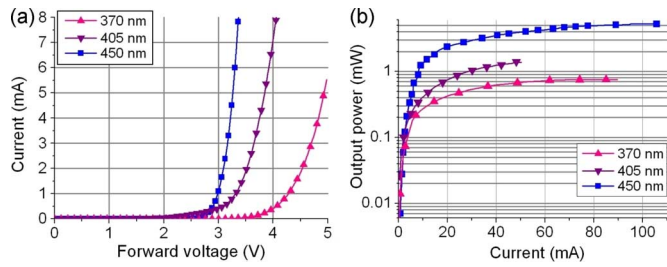 (a)
370 nm
405 nm
450 nm
Current (mA)
8
7
6
5
4
3
2
1
0
0 1 2 3 4 5
Forward voltage (V)
(b)
Output power (mW)
1
0.1
0.01
370 nm
405 nm
450 nm
0 20 40 60 80 100
Current (mA)